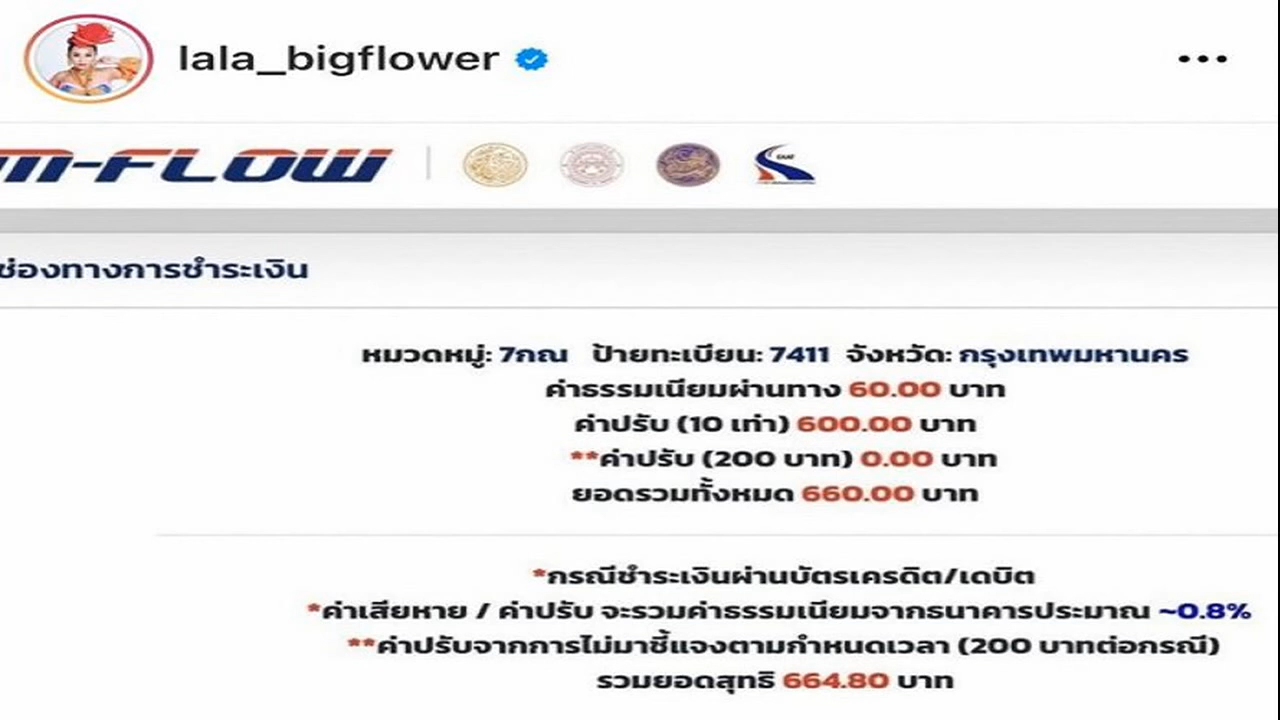 lala_bigflower
M-FLOW
ช่องทางการชำระเงิน
หมวดหมู่: 7กณ ป้ายทะเบียน: 7411 จังหวัด: กรุงเทพมหานคร
ค่าธรรมเนียมผ่านทาง 60.00 บาท
ค่าปรับ (10 เท่า) 600.00 บาท
**ค่าปรับ (200 บาท) 0.00 บาท
ยอดรวมทั้งหมด 660.00 บาท
*กรณีชำระเงินผ่านบัตรเครดิต/เดบิต
*ค่าเสียหาย / ค่าปรับ จะรวมค่าธรรมเนียมจากธนาคารประมาณ ~0.8%
**ค่าปรับจากการไม่มาชี้แจงตามกำหนดเวลา (200 บาทต่อกรณี)
รวมยอดสุทธิ 664.80 บาท